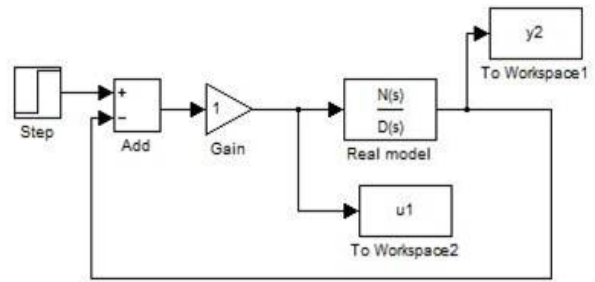 y2
To Workspace1
Step
+
−
Add
1
Gain
N(s)
D(s)
Real model
u1
To Workspace2